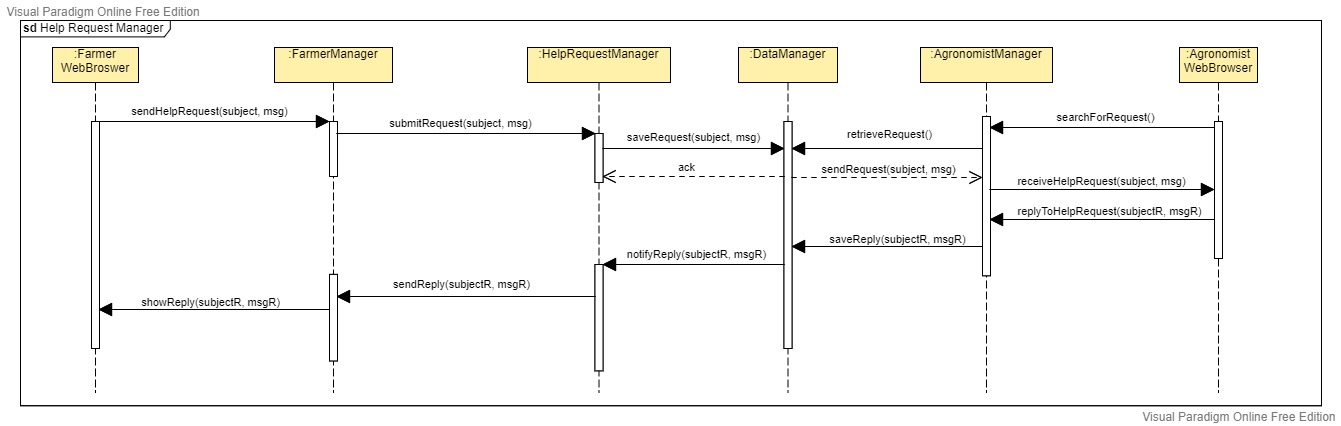 Visual Paradigm Online Free Edition
sd Help Request Manager
:Farmer
WebBroswer
:FarmerManager
:HelpRequestManager
:DataManager
:AgronomistManager
:Agronomist
WebBrowser
sendHelpRequest(subject, msg)
submitRequest(subject, msg)
searchForRequest()
saveRequest(subject, msg)
retrieveRequest()
ack
sendRequest(subject, msg)
receiveHelpRequest(subject, msg)
replyToHelpRequest(subjectR, msgR)
saveReply(subjectR, msgR)
notifyReply(subjectR, msgR)
sendReply(subjectR, msgR)
showReply(subjectR, msgR)
Visual Paradigm Online Free Edition